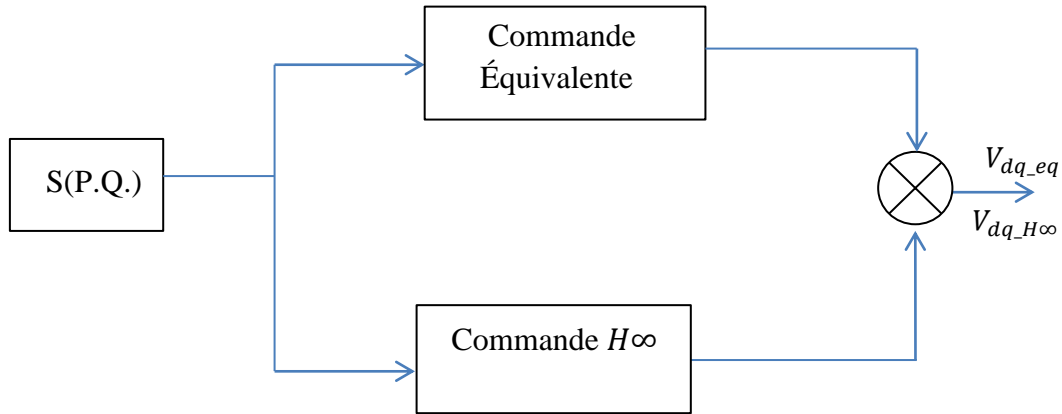 Commande
Équivalente
S(P.Q.)
V_{dq_eq}
V_{dq_H∞}
Commande H∞